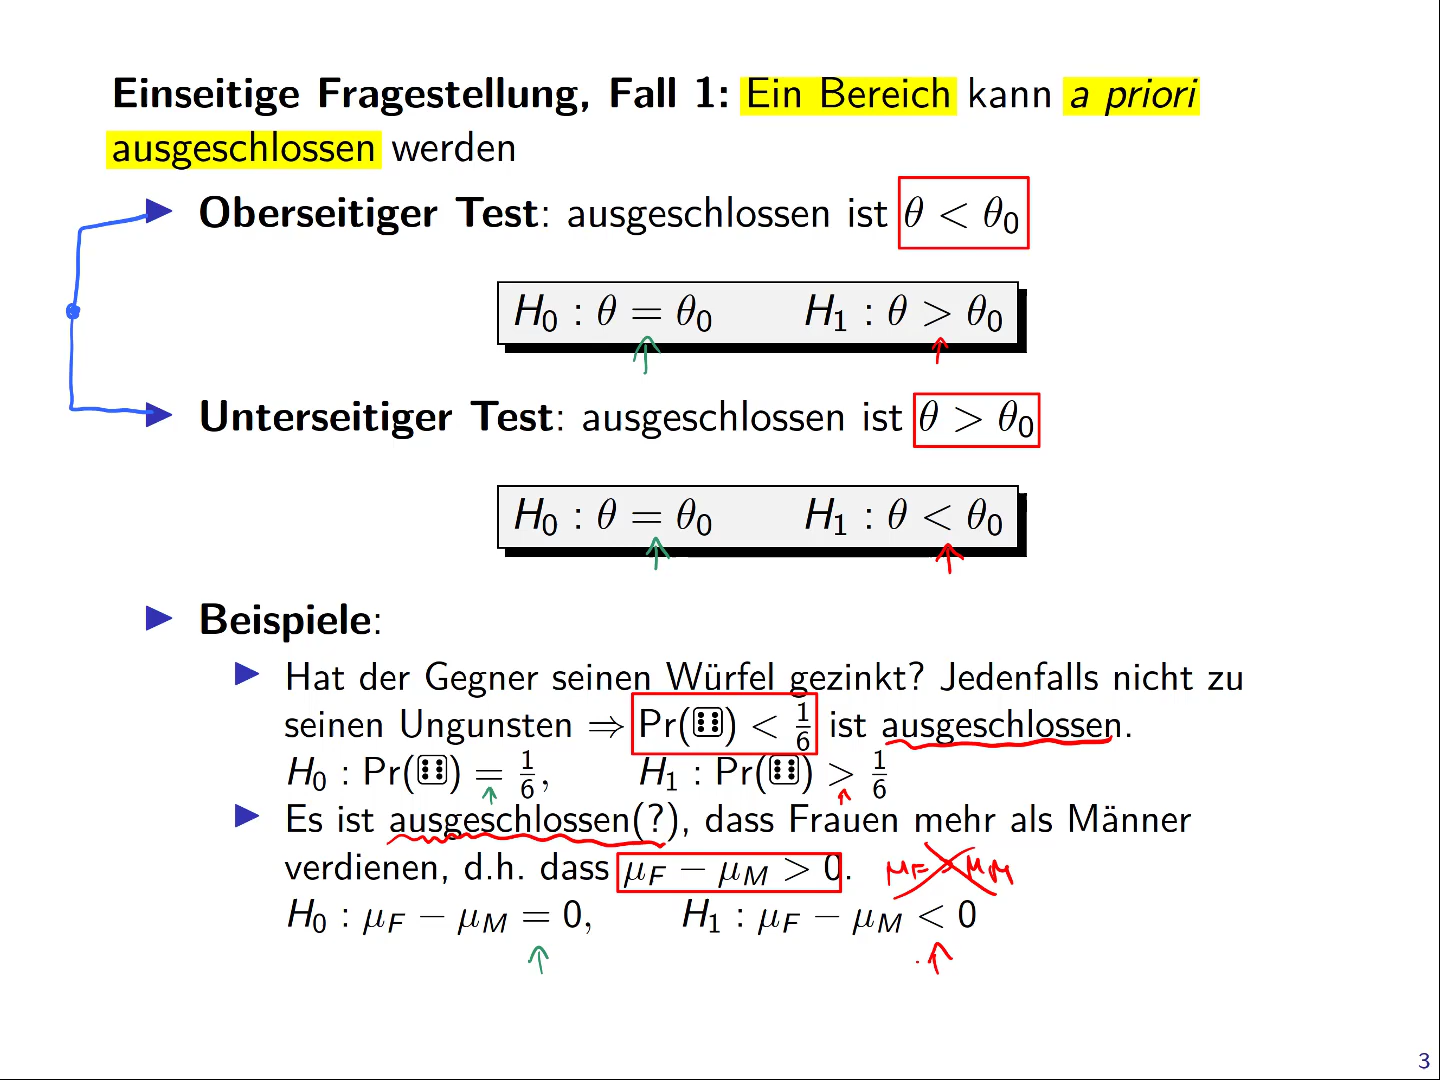 Einseitige Fragestellung, Fall 1: Ein Bereich kann a priori
ausgeschlossen werden
▶ Oberseitiger Test: ausgeschlossen ist θ < θ₀
H₀ : θ = θ₀ H₁ : θ > θ₀
▶ Unterseitiger Test: ausgeschlossen ist θ > θ₀
H₀ : θ = θ₀ H₁ : θ < θ₀
▶ Beispiele:
▶ Hat der Gegner seinen Würfel gezinkt? Jedenfalls nicht zu
seinen Ungunsten ⇒ Pr(⚅) < 1/6 ist ausgeschlossen.
H₀ : Pr(⚅) = 1/6, H₁ : Pr(⚅) > 1/6
▶ Es ist ausgeschlossen(?), dass Frauen mehr als Männer
verdienen, d.h. dass μF − μM > 0. μF μM
H₀ : μF − μM = 0, H₁ : μF − μM < 0
3